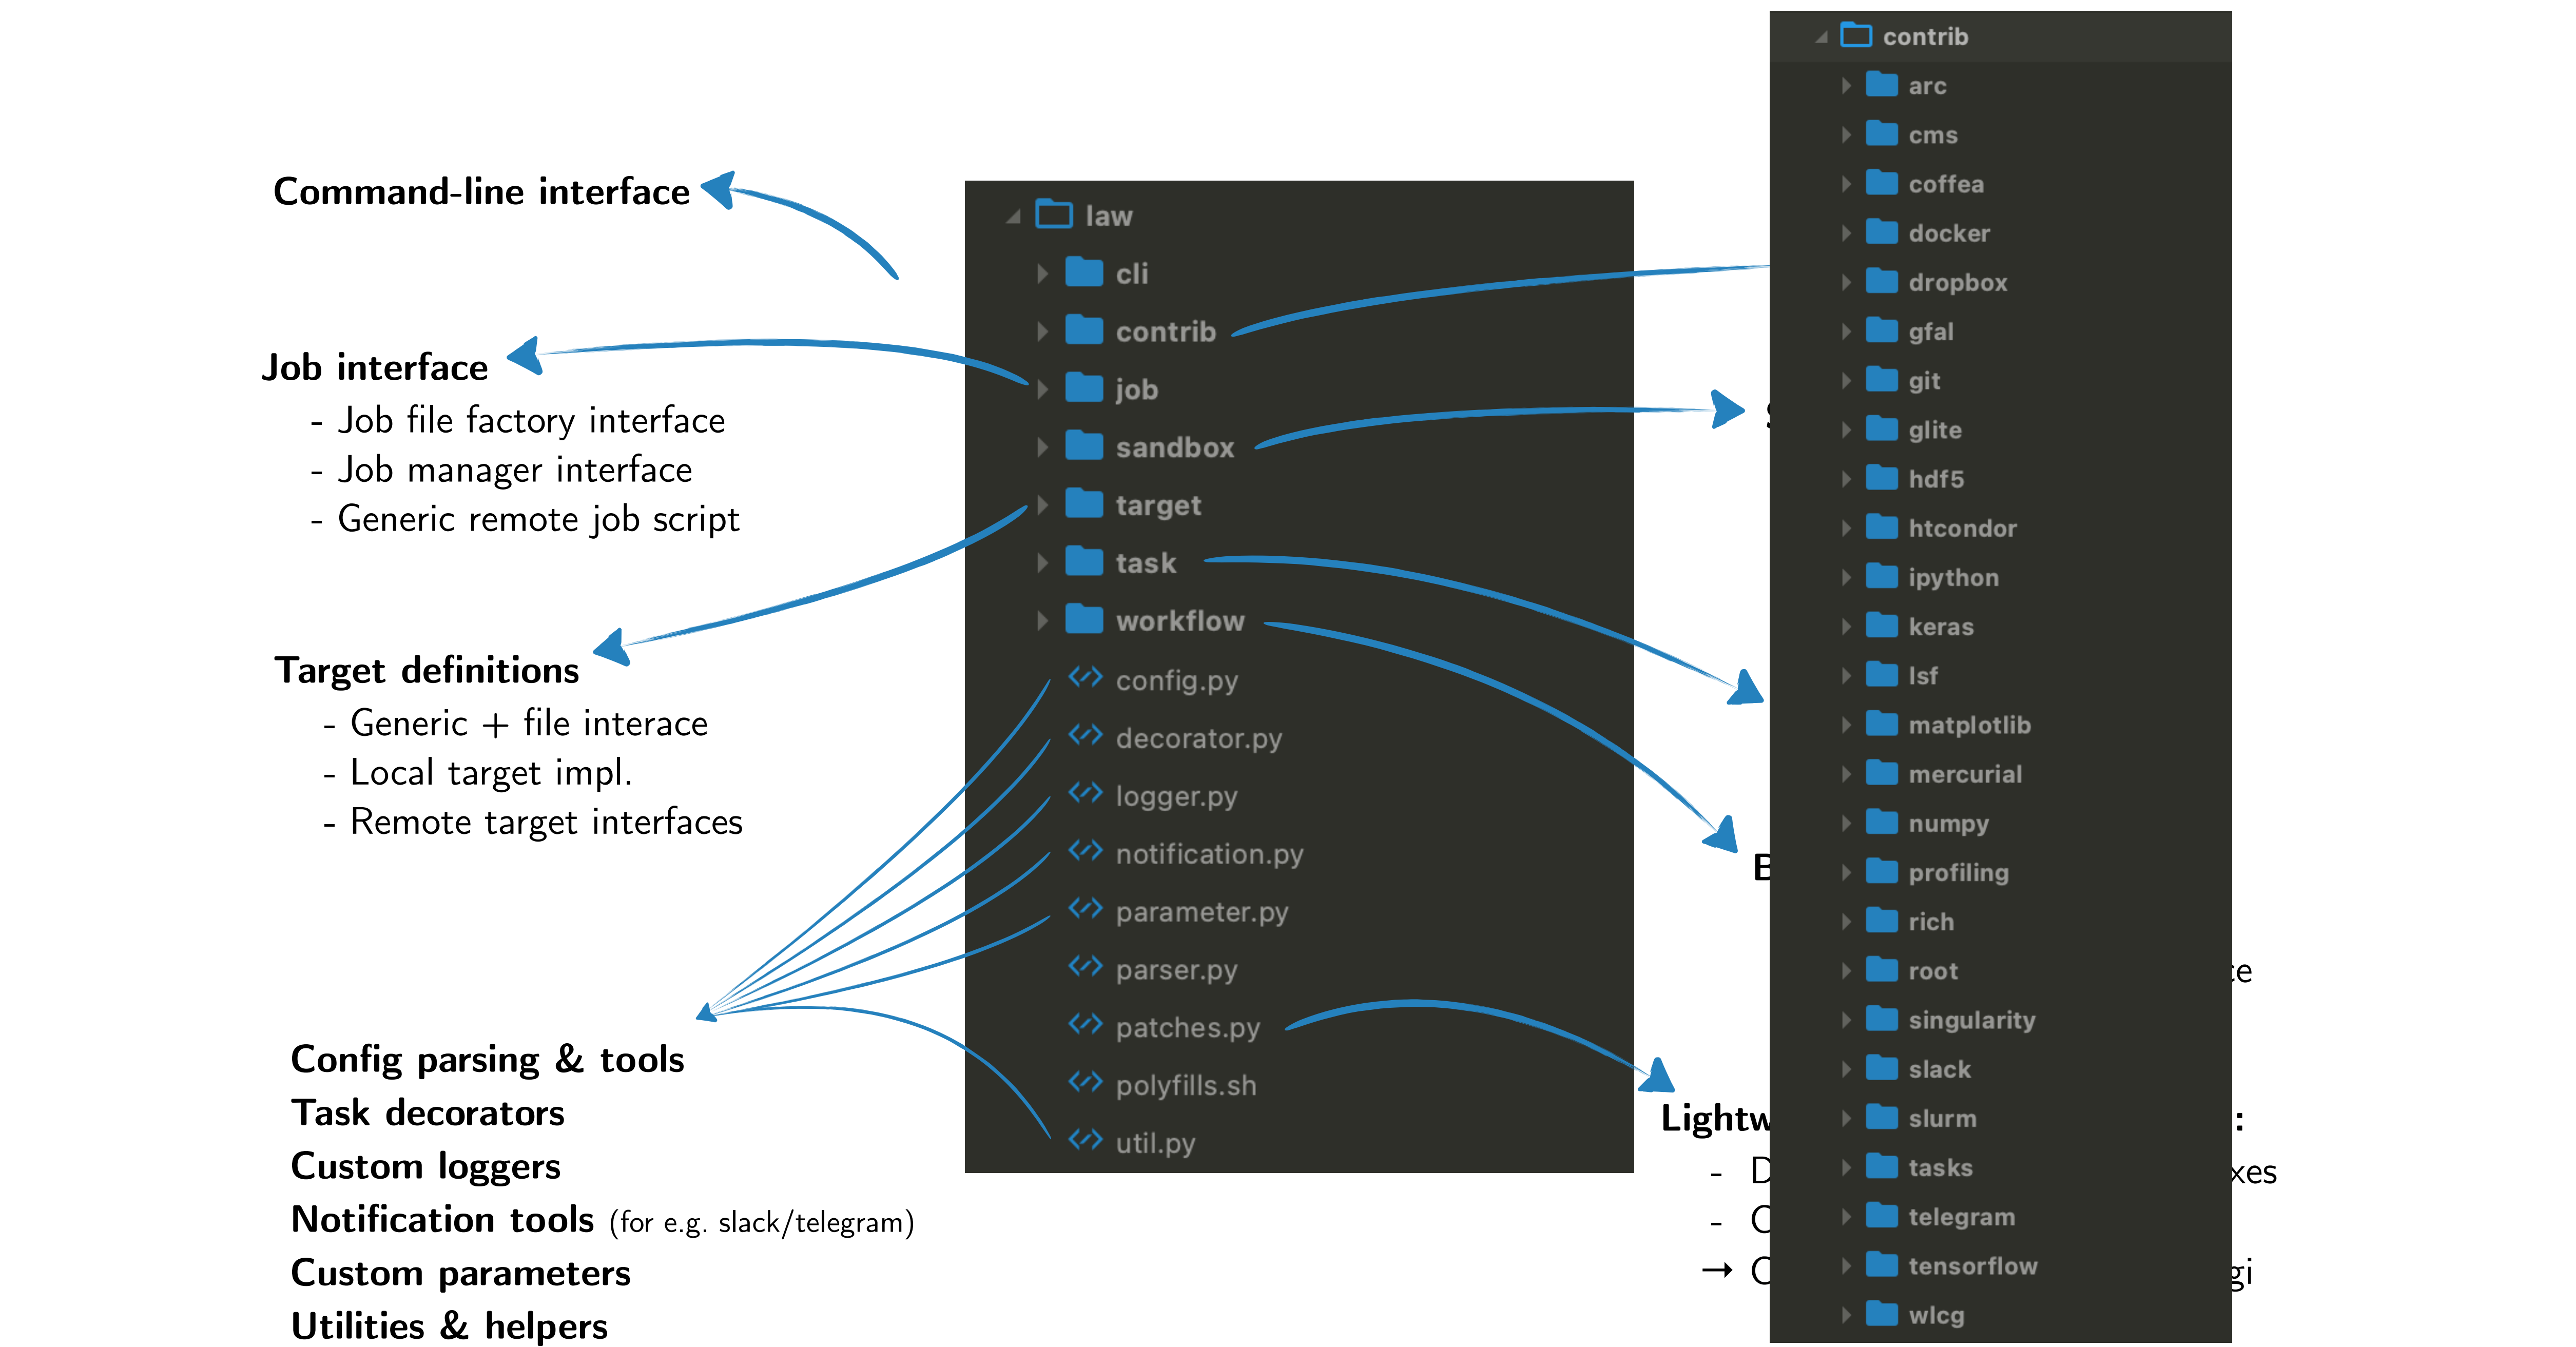 Command-line interface
Job interface
- Job file factory interface
- Job manager interface
- Generic remote job script
Target definitions
- Generic + file interace
- Local target impl.
- Remote target interfaces
Config parsing & tools
Task decorators
Custom loggers
Notification tools (for e.g. slack/telegram)
Custom parameters
Utilities & helpers
law
cli
contrib
job
sandbox
target
task
workflow
config.py
decorator.py
logger.py
notification.py
parameter.py
parser.py
patches.py
polyfills.sh
util.py
contrib
arc
cms
coffea
docker
dropbox
gfal
git
glite
hdf5
htcondor
ipython
keras
lsf
matplotlib
mercurial
numpy
profiling
rich
root
singularity
slack
slurm
tasks
telegram
tensorflow
wlcg